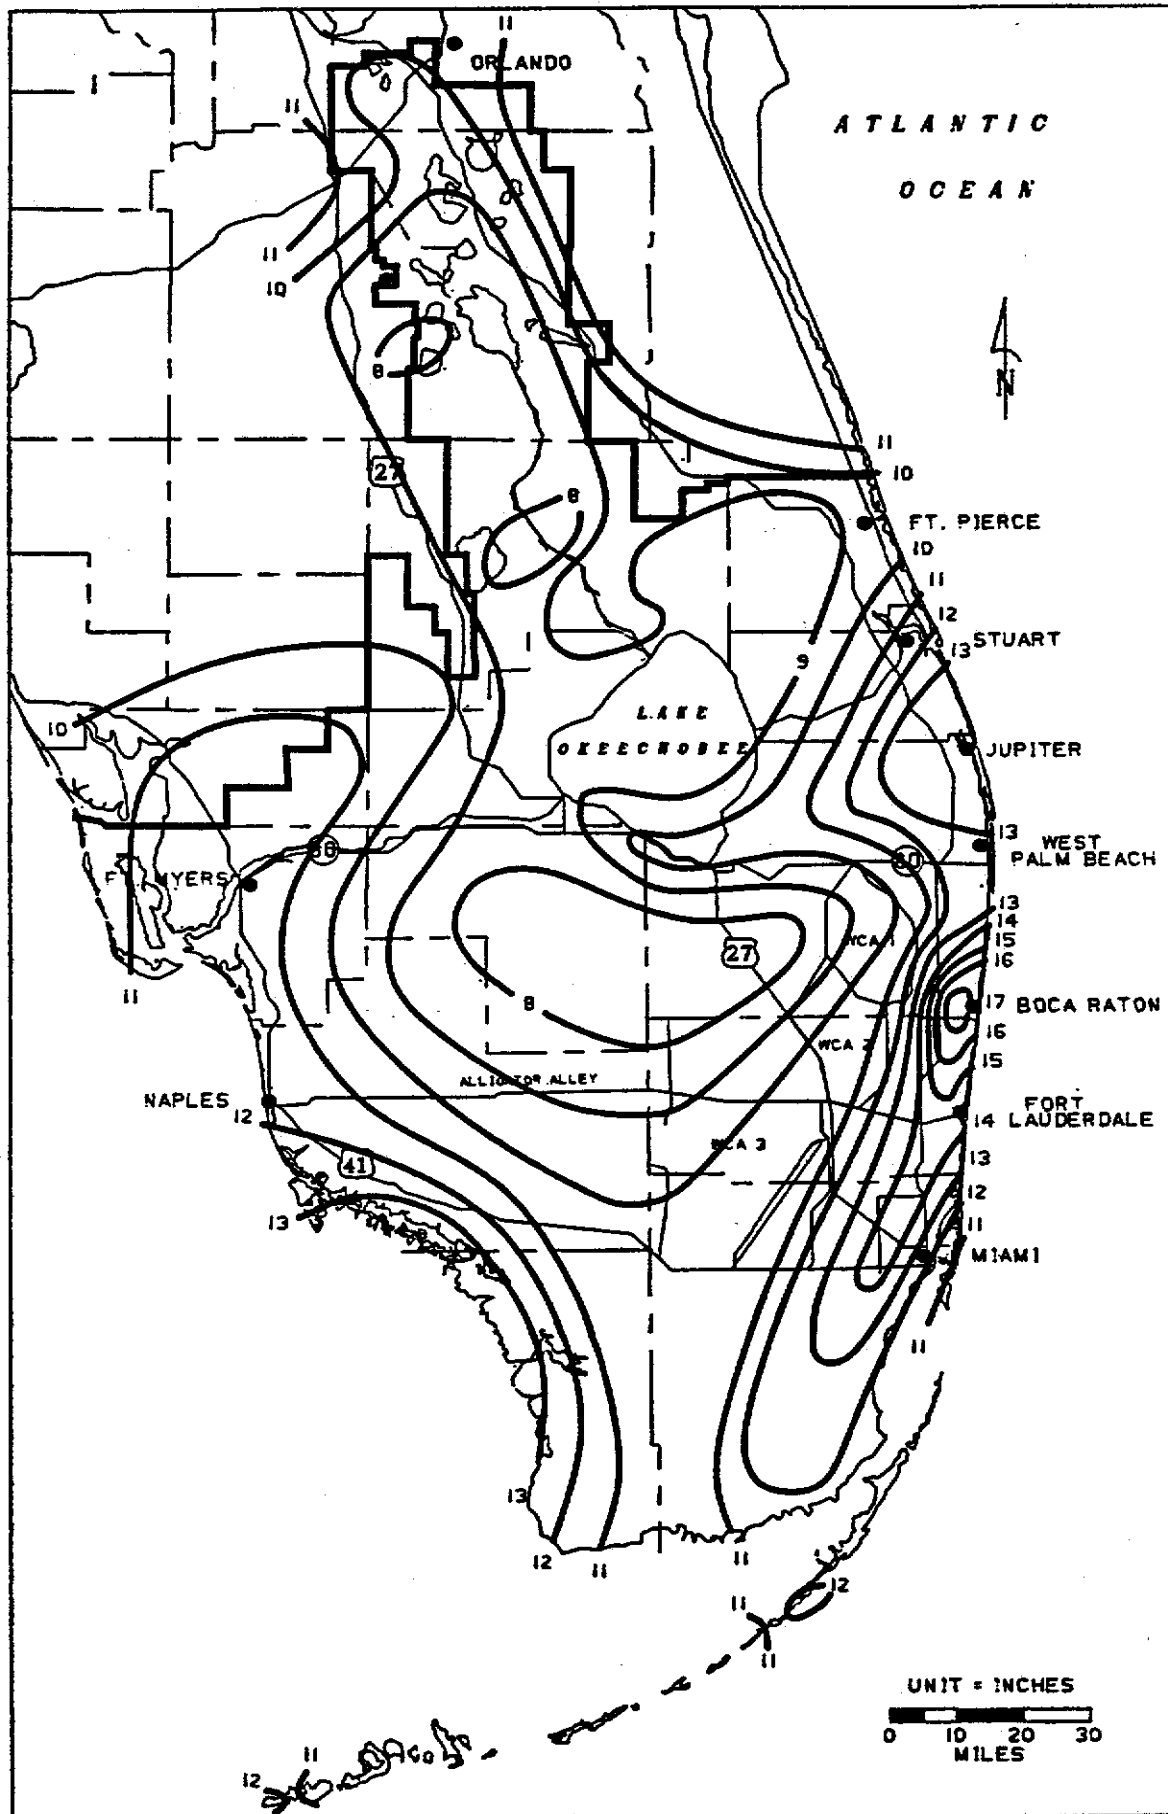 11
ORLANDO
11
ATLANTIC
OCEAN
11
10
N
8
11
27
10
8
FT. PIERCE
10
11
12
13 STUART
9
LAKE
OKEECHOBEE
10
JUPITER
13
WEST
PALM BEACH
80
80
FT. MYERS
13
14
15
16
WCA 1
27
11
8
17 BOCA RATON
16
15
WCA 2
ALLIGATOR ALLEY
NAPLES
12
FORT
14 LAUDERDALE
WCA 3
13
41
12
13
11
MIAMI
11
13
12
11
11
12
11
11
UNIT = INCHES
0 10 20 30
MILES
11
12